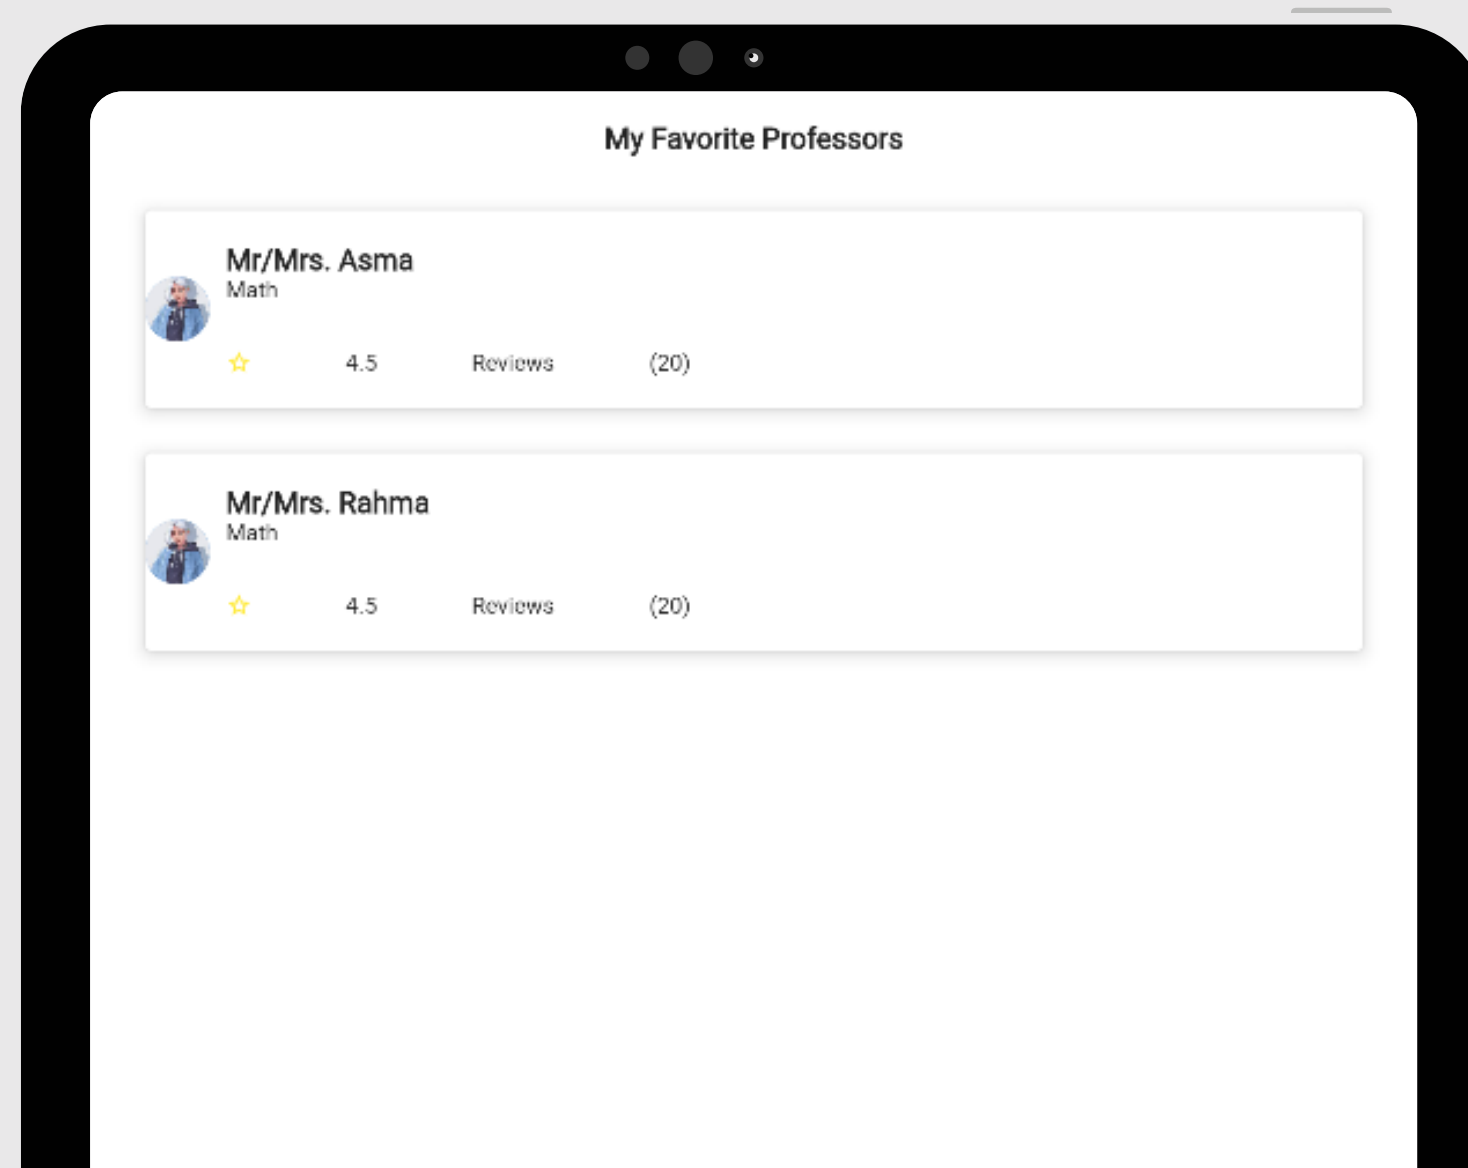 My Favorite Professors
Mr/Mrs. Asma
Math
4.5 Reviews (20)
Mr/Mrs. Rahma
Math
4.5 Reviews (20)